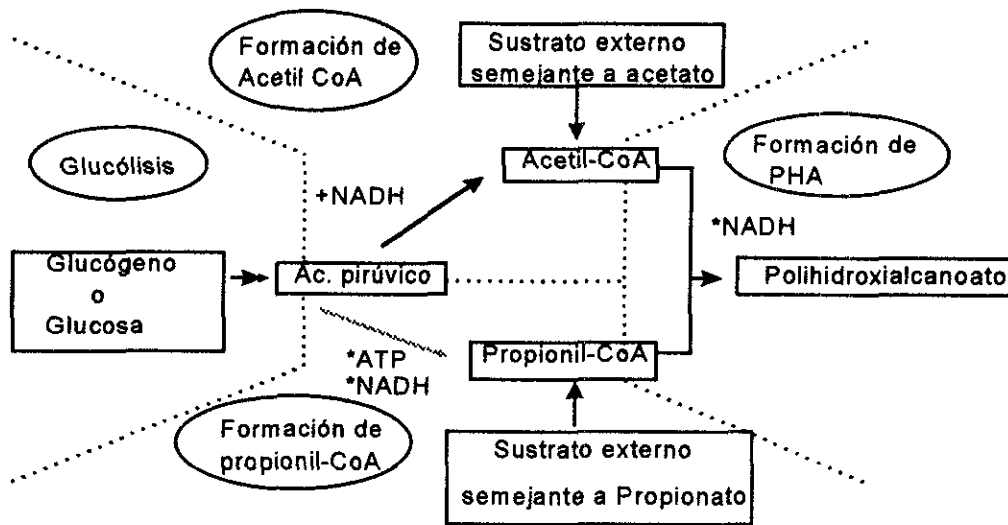 Formación de
Acetil CoA
Sustrato externo
semejante a acetato
Glucólisis
Acetil-CoA
Formación de
PHA
+NADH
*NADH
Glucógeno
o
Glucosa
Ac. pirúvico
Polihidroxialcanoato
*ATP
*NADH
Propionil-CoA
Formación de
propionil-CoA
Sustrato externo
semejante a Propionato